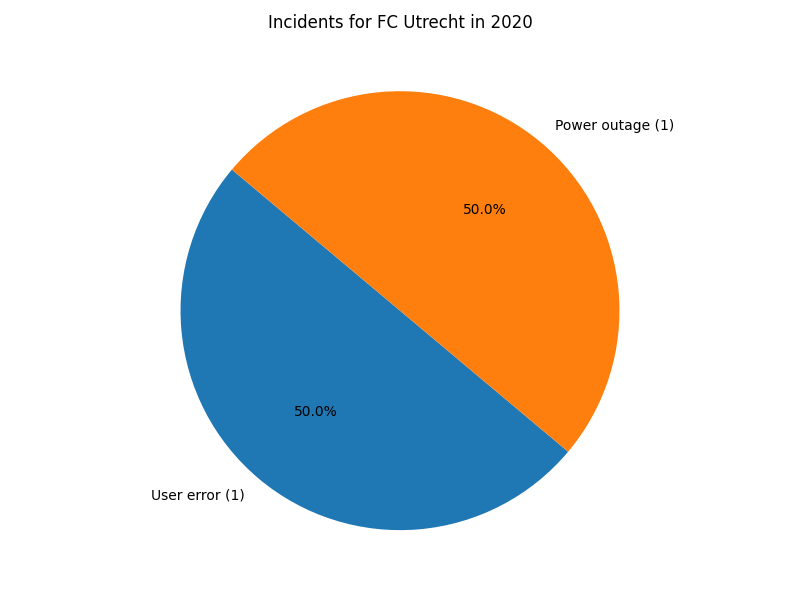 Incidents for FC Utrecht in 2020
Power outage (1)
50.0%
50.0%
User error (1)